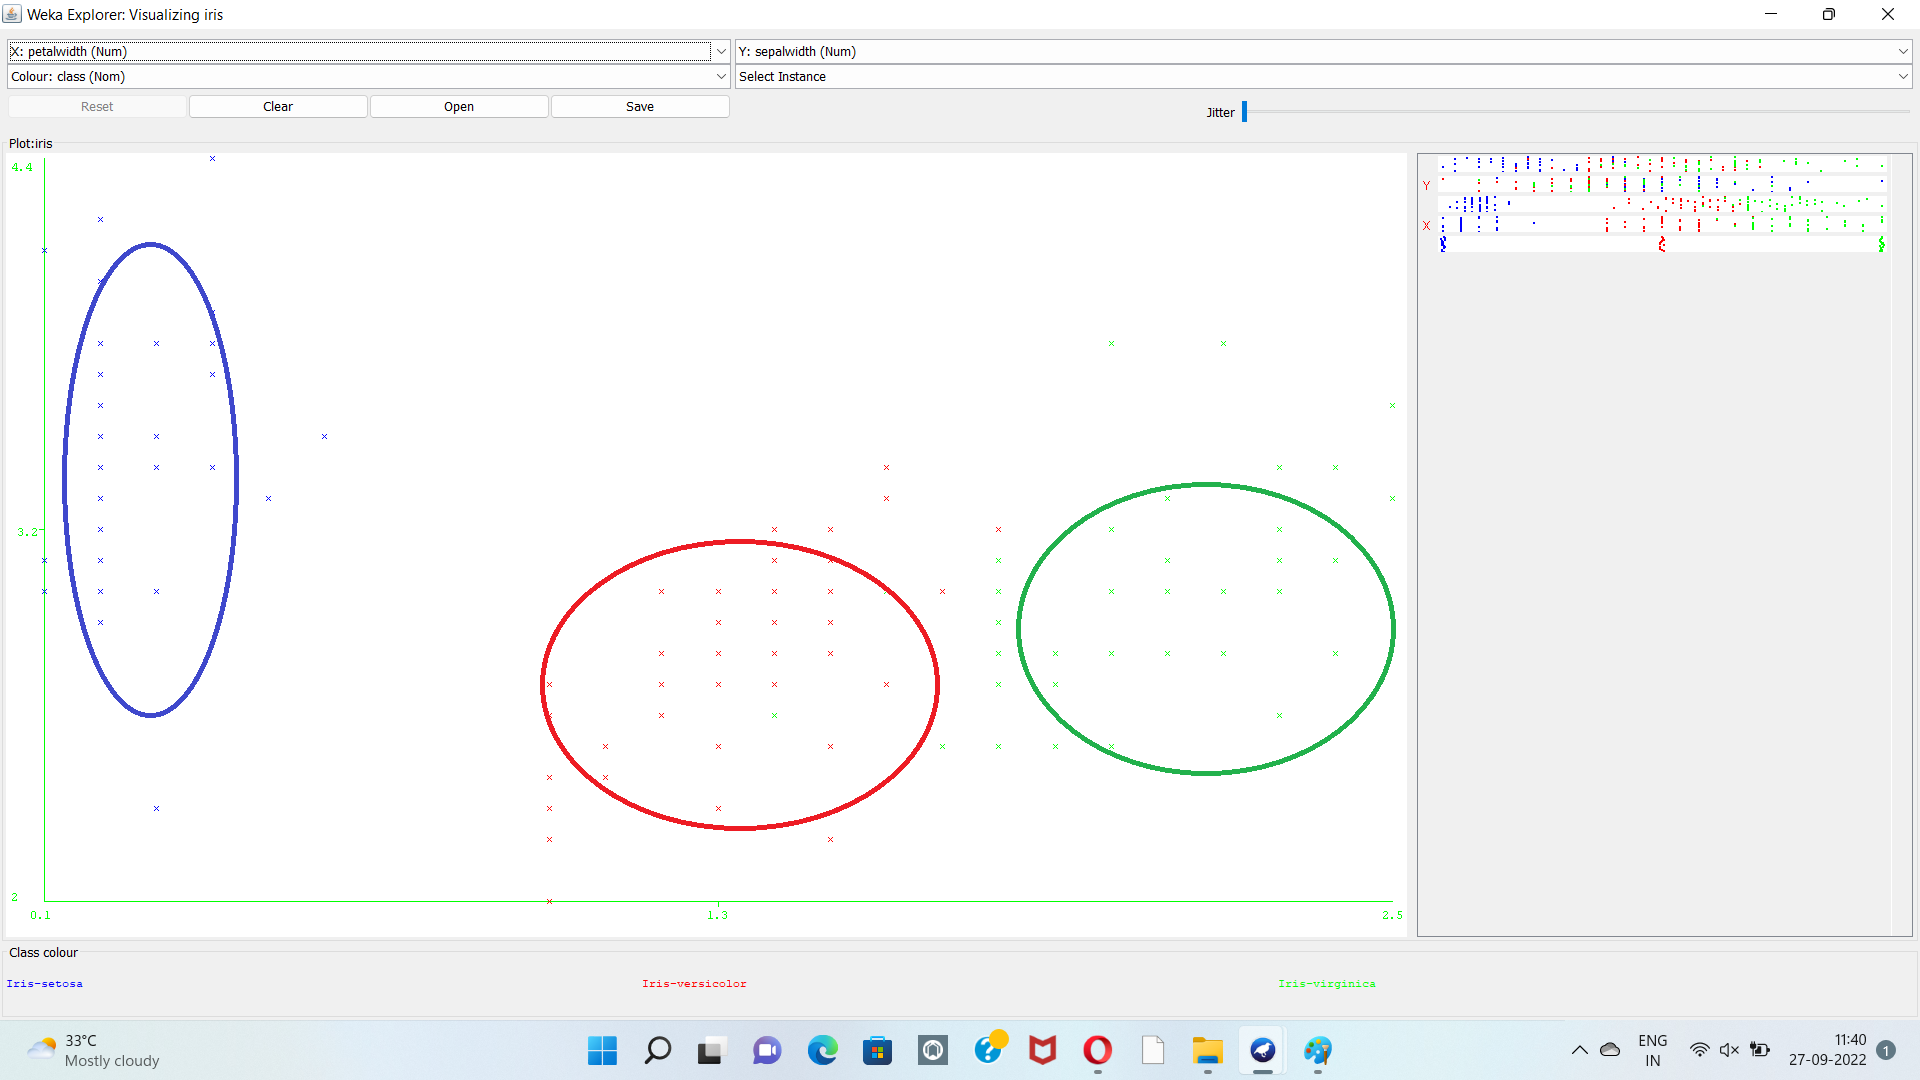 Weka Explorer: Visualizing iris
X: petalwidth (Num)
Y: sepalwidth (Num)
Colour: class (Nom)
Select Instance
Reset
Clear
Open
Save
Jitter
Plot:iris
4.4
3.2
2
0.1
1.3
2.5
Y
X
Class colour
Iris-setosa
Iris-versicolor
Iris-virginica
33°C
Mostly cloudy
ENG
IN
11:40
27-09-2022
1